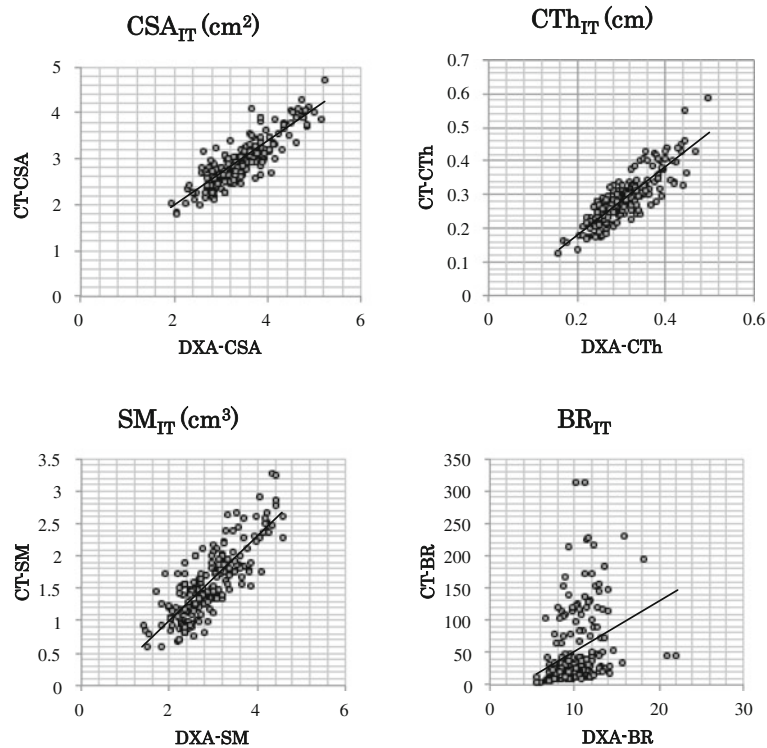 CSA_IT (cm²)
5
4
3
2
1
0
0 2 4 6
CT-CSA
DXA-CSA
CTh_IT (cm)
0.7
0.6
0.5
0.4
0.3
0.2
0.1
0
0 0.2 0.4 0.6
CT-CTh
DXA-CTh
SM_IT (cm³)
3.5
3
2.5
2
1.5
1
0.5
0
0 2 4 6
CT-SM
DXA-SM
BR_IT
350
300
250
200
150
100
50
0
0 10 20 30
CT-BR
DXA-BR